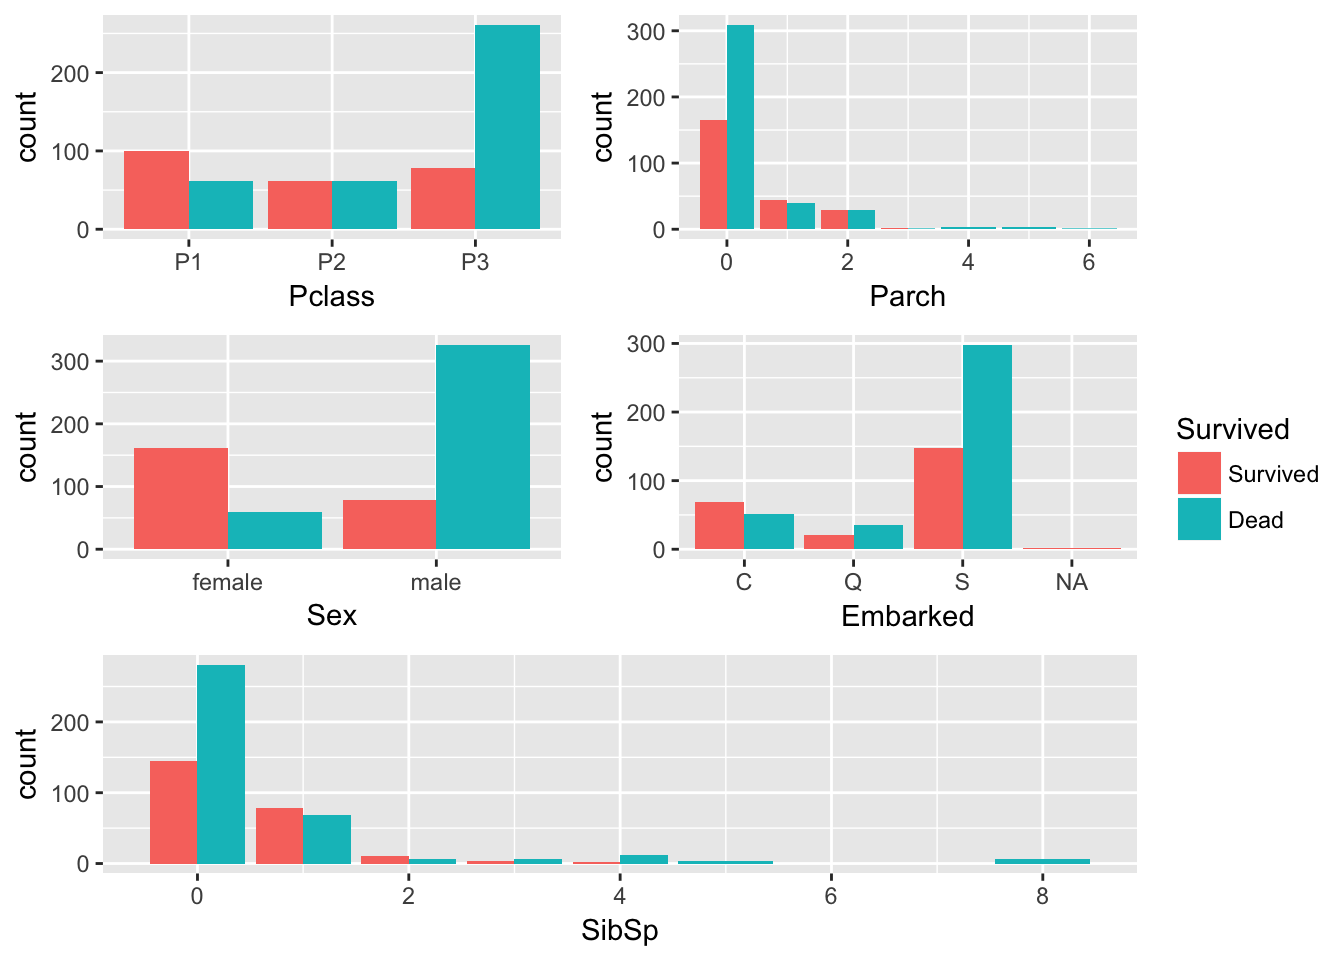 count
200
100
0
P1 P2 P3
Pclass
count
300
200
100
0
0 2 4 6
Parch
count
300
200
100
0
female male
Sex
count
300
200
100
0
C Q S NA
Embarked
Survived
Survived
Dead
count
200
100
0
0 2 4 6 8
SibSp